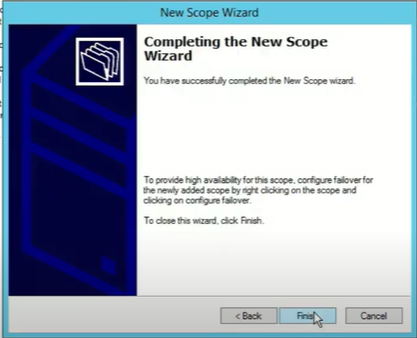 New Scope Wizard
Completing the New Scope
Wizard
You have successfully completed the New Scope wizard.
To provide high availability for this scope, configure failover for
the newly added scope by right clicking on the scope and
clicking on configure failover.
To close this wizard, click Finish.
< Back
Finish
Cancel